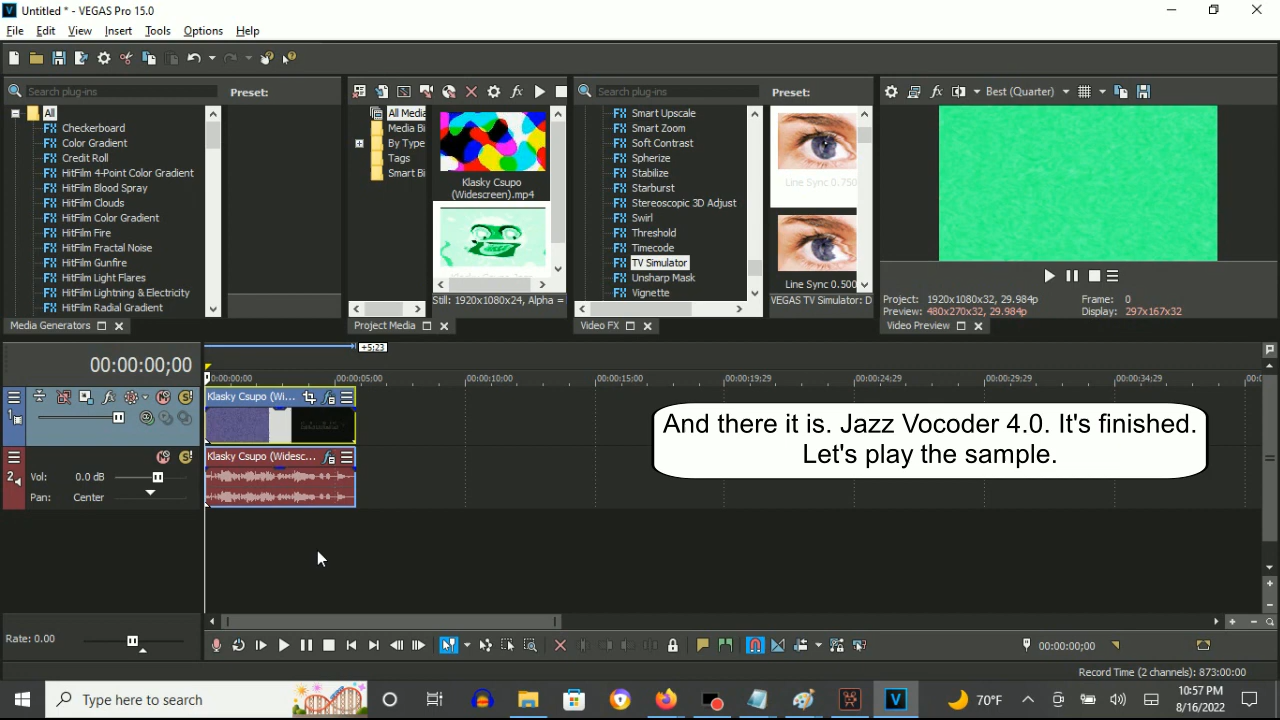 Untitled * - VEGAS Pro 15.0
File Edit View Insert Tools Options Help
Search plug-ins
Preset:
All
Checkerboard
Color Gradient
Credit Roll
HitFilm 4-Point Color Gradient
HitFilm Blood Spray
HitFilm Clouds
HitFilm Color Gradient
HitFilm Fire
HitFilm Fractal Noise
HitFilm Gunfire
HitFilm Light Flares
HitFilm Lightning & Electricity
HitFilm Radial Gradient
Media Generators
All Media
Media Bi
By Type
Tags
Smart Bi
Klasky Csupo
(Widescreen).mp4
Still: 1920x1080x24, Alpha =
Project Media
Search plug-ins
Preset:
Smart Upscale
Smart Zoom
Soft Contrast
Spherize
Stabilize
Starburst
Stereoscopic 3D Adjust
Swirl
Threshold
Timecode
TV Simulator
Unsharp Mask
Vignette
Line Sync 0.750
Line Sync 0.500
VEGAS TV Simulator: D
Video FX
Best (Quarter)
Project: 1920x1080x32, 29.984p
Frame: 0
Preview: 480x270x32, 29.984p
Display: 297x167x32
Video Preview
+5:23
00:00:00;00
0:00:00;00 00:00:05;00 00:00:10;00 00:00:15;00 00:00:19;29 00:00:24;29 00:00:29;29 00:00:34;29
1
Klasky Csupo (Wi...
2
Klasky Csupo (Widesc...
Vol: 0.0 dB
Pan: Center
And there it is. Jazz Vocoder 4.0. It's finished.
Let's play the sample.
Rate: 0.00
00:00:00;00
Record Time (2 channels): 873:00:00
Type here to search
70°F
10:57 PM
8/16/2022